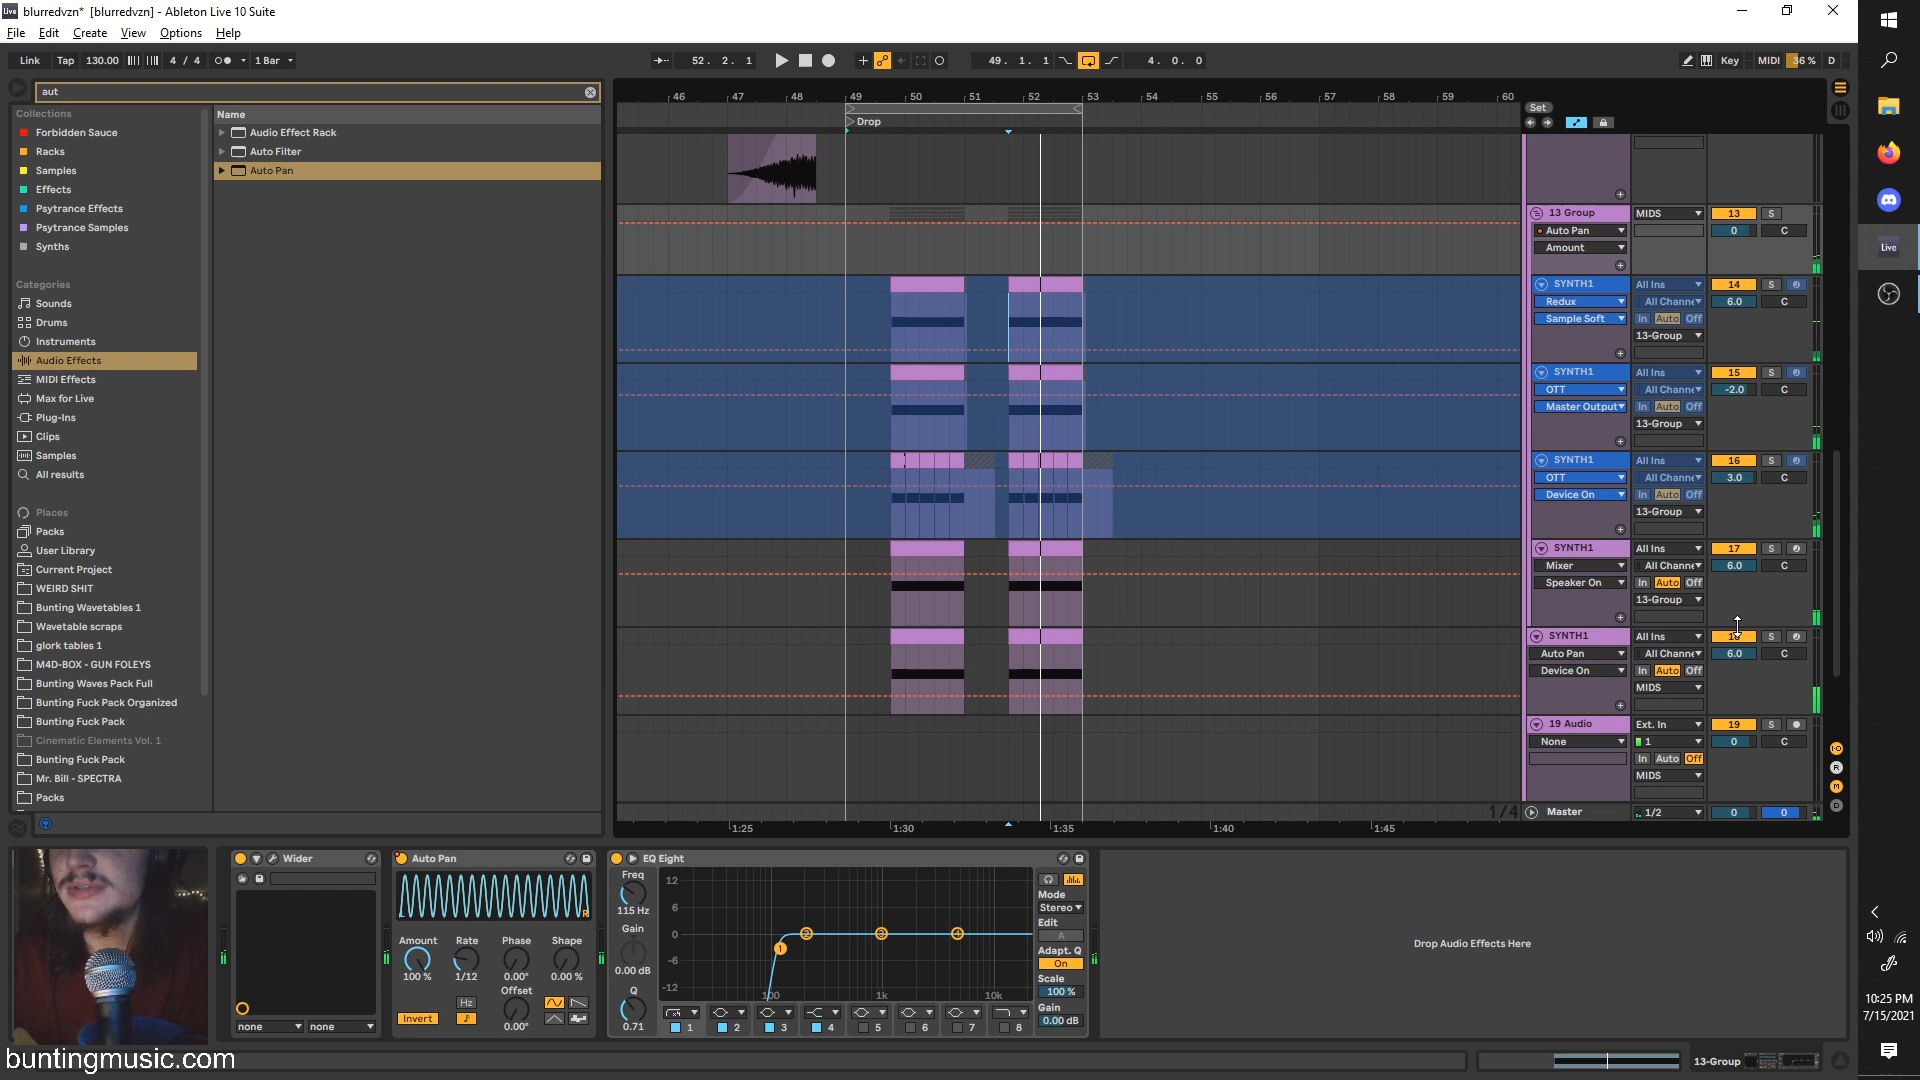 blurredvzn* [blurredvzn] - Ableton Live 10 Suite
File Edit Create View Options Help
Link Tap 130.00 4 / 4 1 Bar 52. 2. 1 49. 1. 1 4. 0. 0 Key MIDI 36 % D
aut
Collections
Forbidden Sauce
Racks
Samples
Effects
Psytrance Effects
Psytrance Samples
Synths
Categories
Sounds
Drums
Instruments
Audio Effects
MIDI Effects
Max for Live
Plug-Ins
Clips
Samples
All results
Places
Packs
User Library
Current Project
WEIRD SHIT
Bunting Wavetables 1
Wavetable scraps
glork tables 1
M4D-BOX - GUN FOLEYS
Bunting Waves Pack Full
Bunting Fuck Pack Organized
Bunting Fuck Pack
Cinematic Elements Vol. 1
Bunting Fuck Pack
Mr. Bill - SPECTRA
Packs
Name
Audio Effect Rack
Auto Filter
Auto Pan
46 47 48 49 50 51 52 53 54 55 56 57 58 59 60
Drop
Set
13 Group MIDS 13 S
Auto Pan 0 C
Amount
SYNTH1 All Ins 14 S
Redux All Channe 6.0 C
Sample Soft In Auto Off
13-Group
SYNTH1 All Ins 15 S
OTT All Channe -2.0 C
Master Output In Auto Off
13-Group
SYNTH1 All Ins 16 S
OTT All Channe 3.0 C
Device On In Auto Off
13-Group
SYNTH1 All Ins 17 S
Mixer All Channe 6.0 C
Speaker On In Auto Off
13-Group
SYNTH1 All Ins S
Auto Pan All Channe 6.0 C
Device On In Auto Off
MIDS
19 Audio Ext. In 19 S
None 1 0 C
In Auto Off
MIDS
1/4 Master 1/2 0 0
1:25 1:30 1:35 1:40 1:45
Wider
none none
Auto Pan
Amount Rate Phase Shape
100 % 1/12 0.00° 0.00 %
Hz Offset
Invert 0.00°
EQ Eight
Freq
115 Hz
Gain
0.00 dB
Q
0.71
12
6
0
-6
-12
100 1k 10k
1 2 3 4
1 2 3 4 5 6 7 8
Mode
Stereo
Edit
A
Adapt. Q
On
Scale
100 %
Gain
0.00 dB
Drop Audio Effects Here
13-Group
Live
10:25 PM
7/15/2021
buntingmusic.com